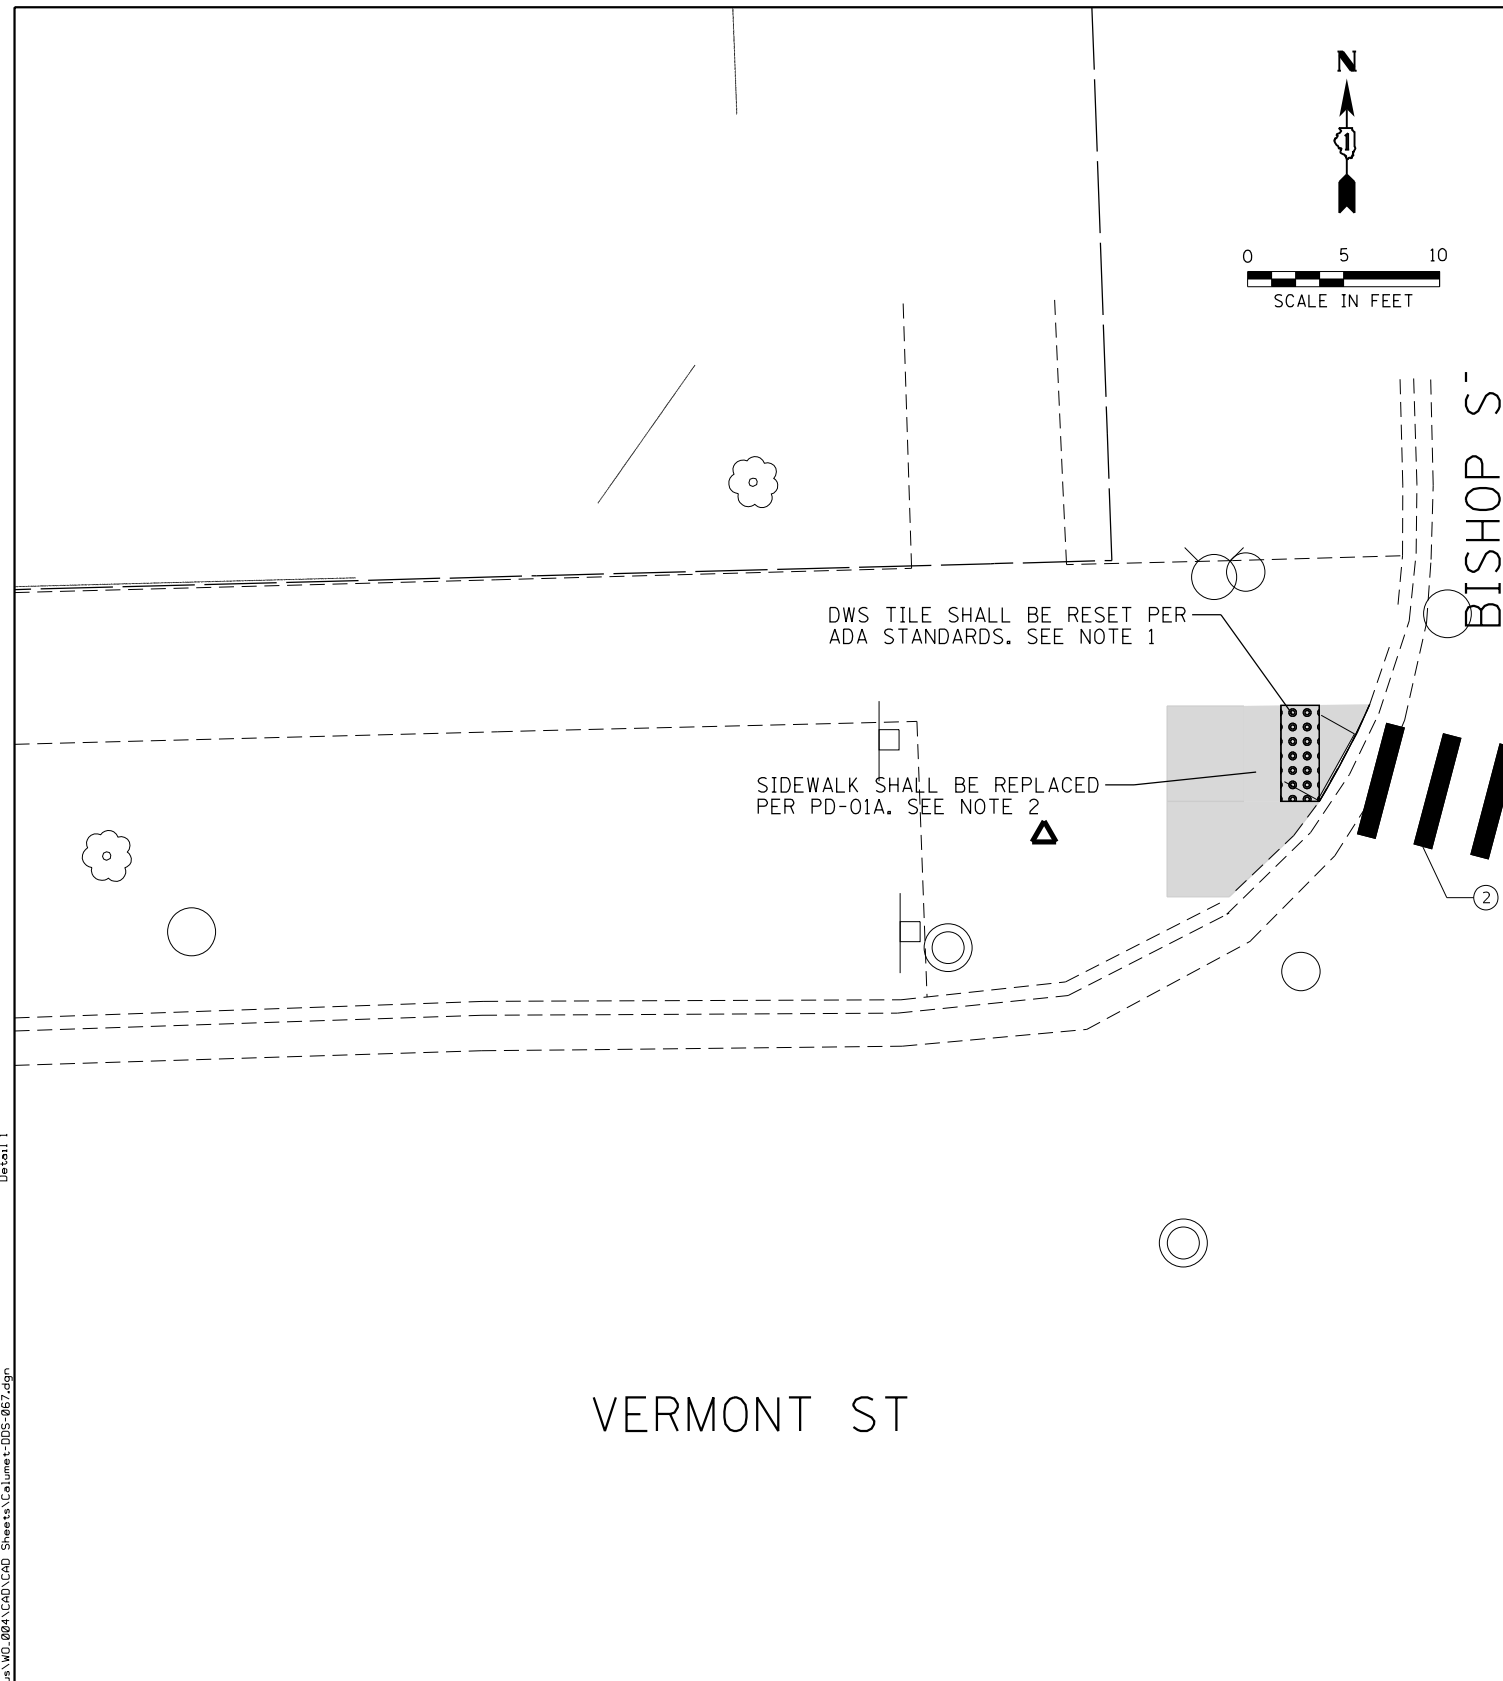 N
1
0 5 10
SCALE IN FEET
BISHOP S
DWS TILE SHALL BE RESET PER
ADA STANDARDS. SEE NOTE 1
SIDEWALK SHALL BE REPLACED
PER PD-01A. SEE NOTE 2
2
VERMONT ST
Detail 1
us\WO_004\CAD\CAD Sheets\Calumet-DDS-067.dgn